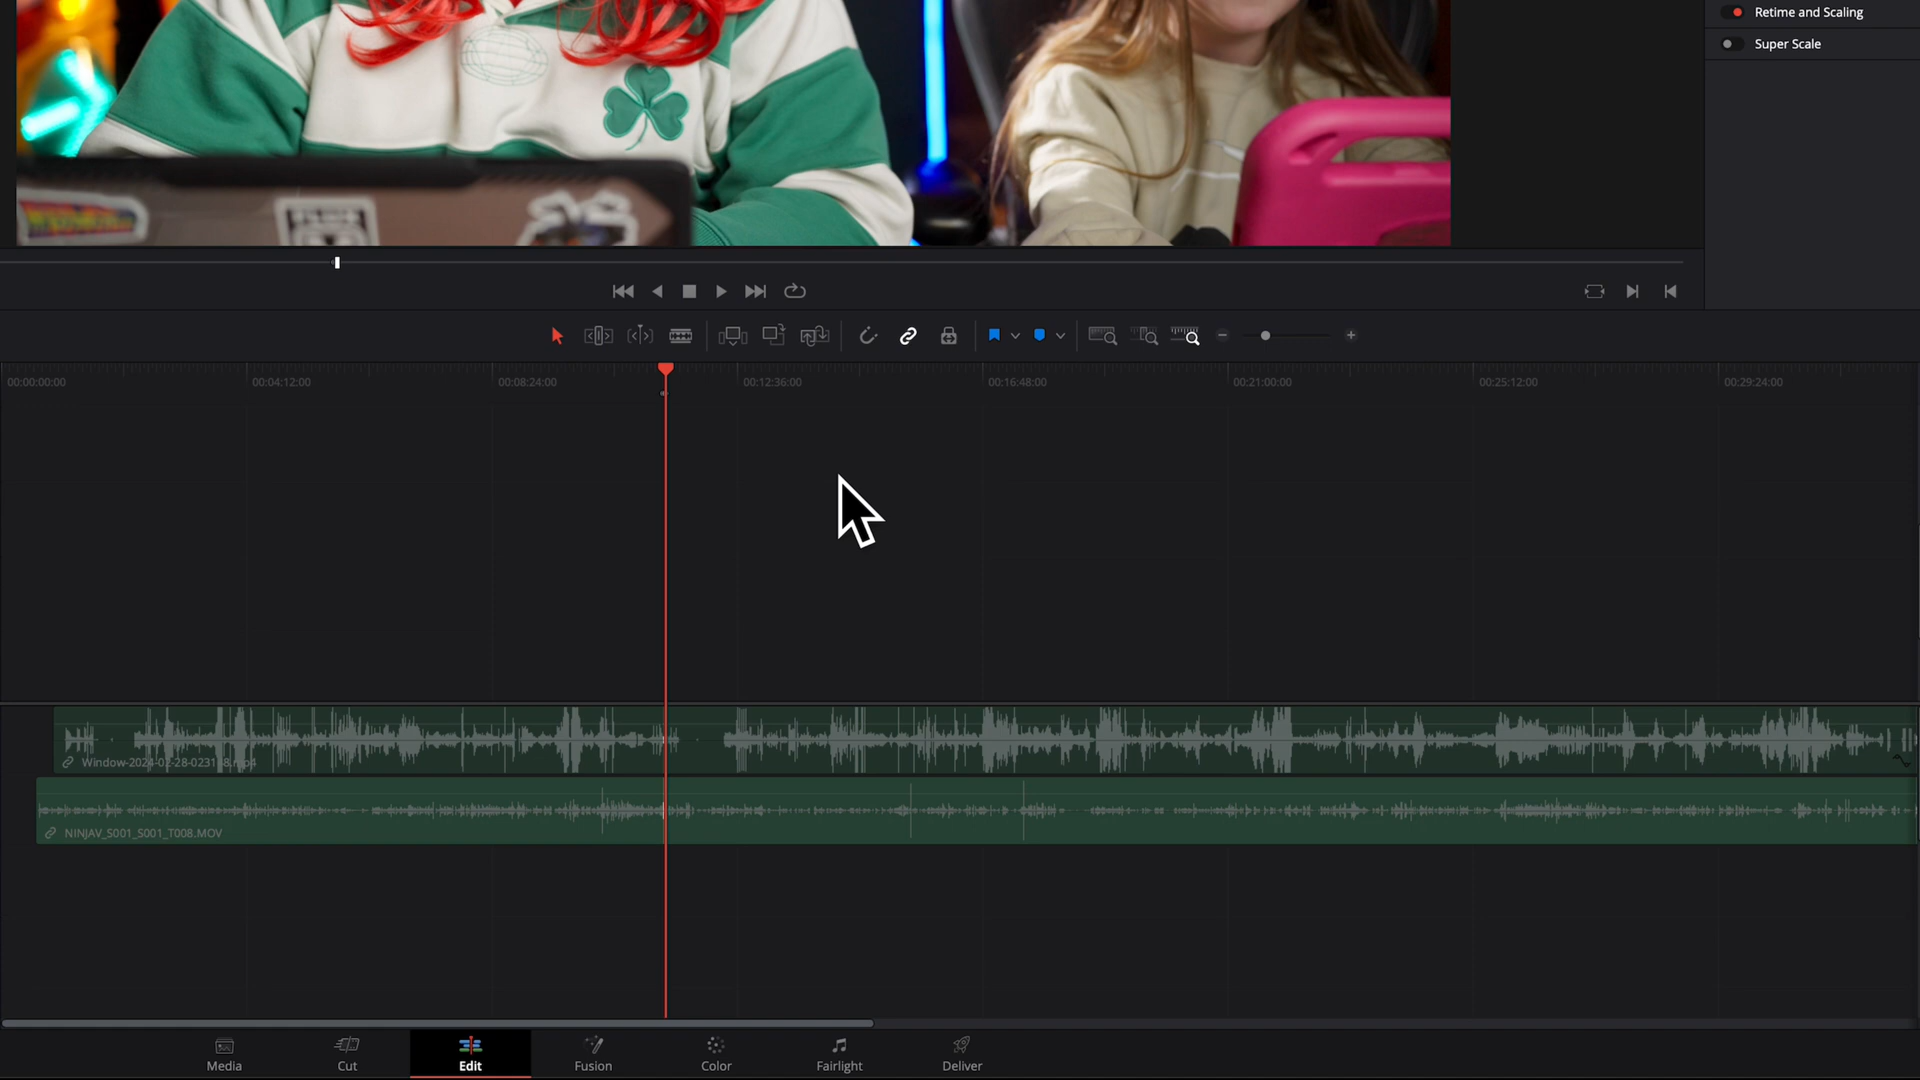 Retime and Scaling
Super Scale
00:00:00:00
00:04:12:00
00:08:24:00
00:12:36:00
00:16:48:00
00:21:00:00
00:25:12:00
00:29:24:00
NINJAV_S001_S001_T008.MOV
Media
Cut
Edit
Fusion
Color
Fairlight
Deliver